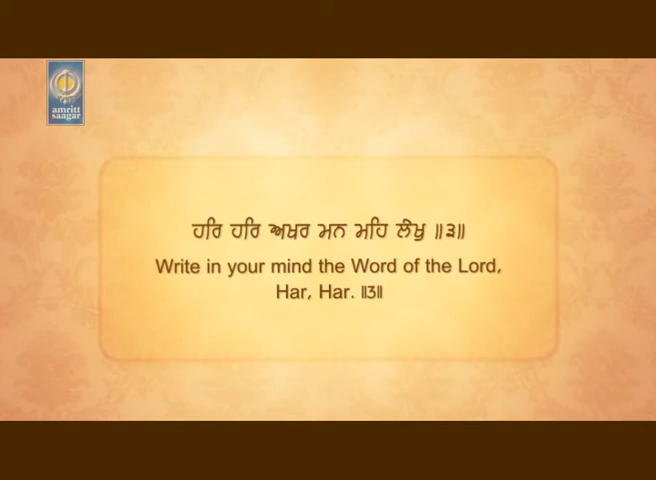 amritt
saagar
ਹਰਿ ਹਰਿ ਅਖਰ ਮਨ ਮਹਿ ਲੇਖੁ ॥੩॥
Write in your mind the Word of the Lord,
Har, Har. ॥3॥